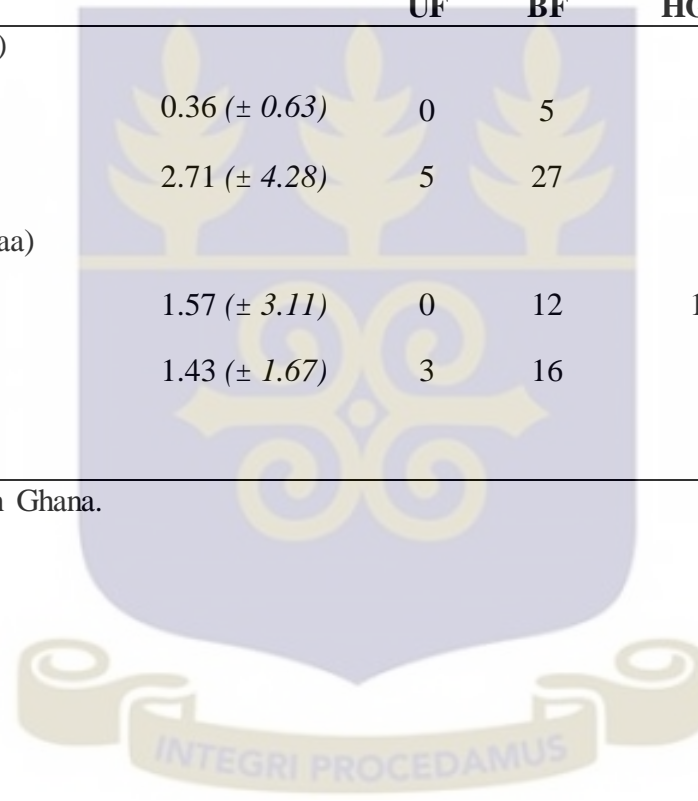 UF BF HO
)
0.36 (± 0.63) 0 5
2.71 (± 4.28) 5 27
aa)
1.57 (± 3.11) 0 12 1
1.43 (± 1.67) 3 16
n Ghana.
INTEGRI PROCEDAMUS